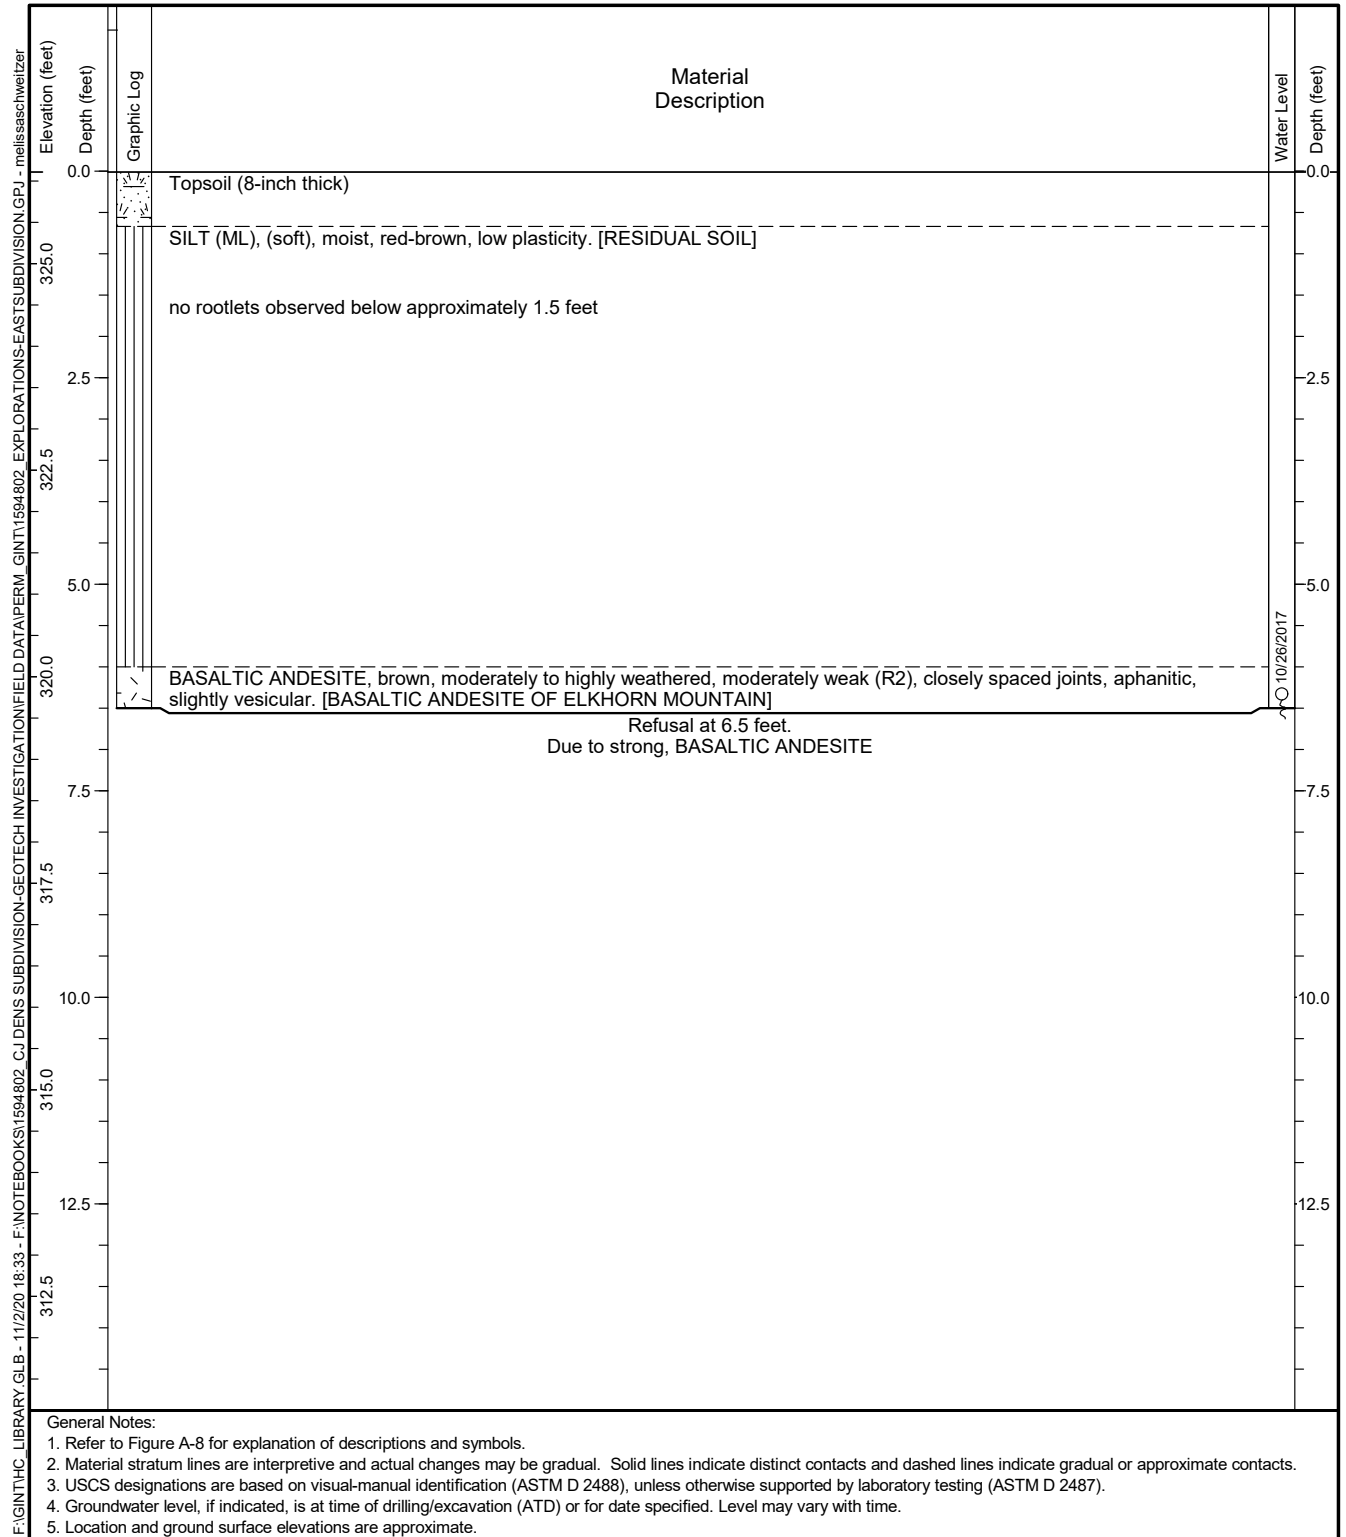 F:\GINT\HC_LIBRARY.GLB - 11/2/20 18:33 - F:\NOTEBOOKS\1594802_CJ DENS SUBDIVISION-GEOTECH INVESTIGATION\FIELD DATA\PERM_GINT\1594802_EXPLORATIONS-EASTSUBDIVISION.GPJ - melissaschweitzer
Elevation (feet)
Depth (feet)
Graphic Log
Material
Description
Water Level
Depth (feet)
0.0
0.0
Topsoil (8-inch thick)
SILT (ML), (soft), moist, red-brown, low plasticity. [RESIDUAL SOIL]
325.0
no rootlets observed below approximately 1.5 feet
2.5
2.5
322.5
5.0
5.0
10/26/2017
320.0
BASALTIC ANDESITE, brown, moderately to highly weathered, moderately weak (R2), closely spaced joints, aphanitic,
slightly vesicular. [BASALTIC ANDESITE OF ELKHORN MOUNTAIN]
Refusal at 6.5 feet.
Due to strong, BASALTIC ANDESITE
7.5
7.5
317.5
10.0
10.0
315.0
12.5
12.5
312.5
General Notes:
1. Refer to Figure A-8 for explanation of descriptions and symbols.
2. Material stratum lines are interpretive and actual changes may be gradual. Solid lines indicate distinct contacts and dashed lines indicate gradual or approximate contacts.
3. USCS designations are based on visual-manual identification (ASTM D 2488), unless otherwise supported by laboratory testing (ASTM D 2487).
4. Groundwater level, if indicated, is at time of drilling/excavation (ATD) or for date specified. Level may vary with time.
5. Location and ground surface elevations are approximate.